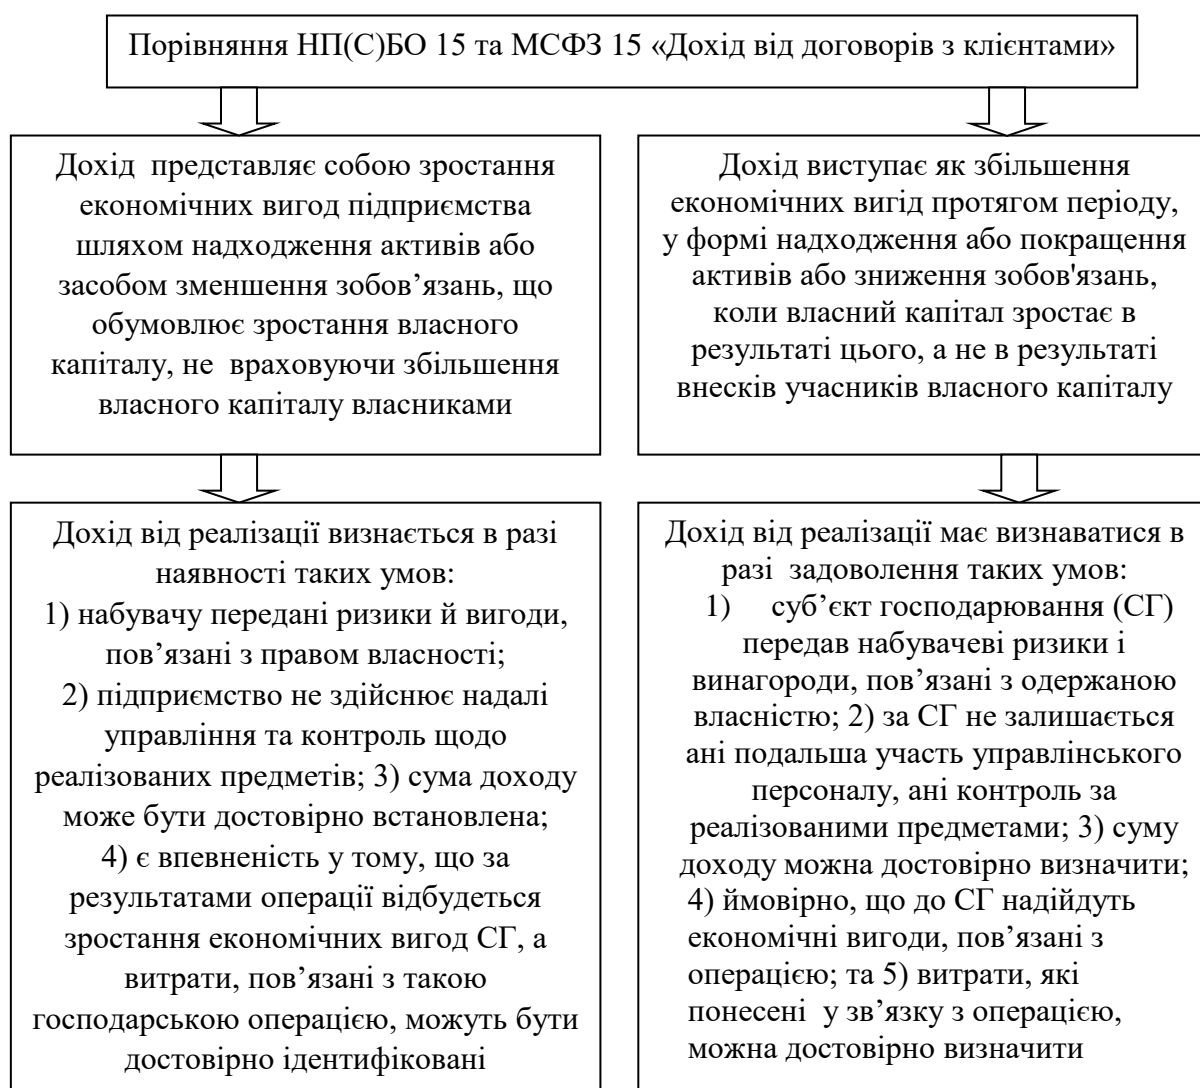 Порівняння НП(С)БО 15 та МСФЗ 15 «Дохід від договорів з клієнтами»
Дохід представляє собою зростання
економічних вигод підприємства
шляхом надходження активів або
засобом зменшення зобов’язань, що
обумовлює зростання власного
капіталу, не враховуючи збільшення
власного капіталу власниками
Дохід виступає як збільшення
економічних вигід протягом періоду,
у формі надходження або покращення
активів або зниження зобов'язань,
коли власний капітал зростає в
результаті цього, а не в результаті
внесків учасників власного капіталу
Дохід від реалізації визнається в разі
наявності таких умов:
1) набувачу передані ризики й вигоди,
пов’язані з правом власності;
2) підприємство не здійснює надалі
управління та контроль щодо
реалізованих предметів; 3) сума доходу
може бути достовірно встановлена;
4) є впевненість у тому, що за
результатами операції відбудеться
зростання економічних вигод СГ, а
витрати, пов’язані з такою
господарською операцією, можуть бути
достовірно ідентифіковані
Дохід від реалізації має визнаватися в
разі задоволення таких умов:
1) суб’єкт господарювання (СГ)
передав набувачеві ризики і
винагороди, пов’язані з одержаною
власністю; 2) за СГ не залишається
ані подальша участь управлінського
персоналу, ані контроль за
реалізованими предметами; 3) суму
доходу можна достовірно визначити;
4) ймовірно, що до СГ надійдуть
економічні вигоди, пов’язані з
операцією; та 5) витрати, які
понесені у зв’язку з операцією,
можна достовірно визначити